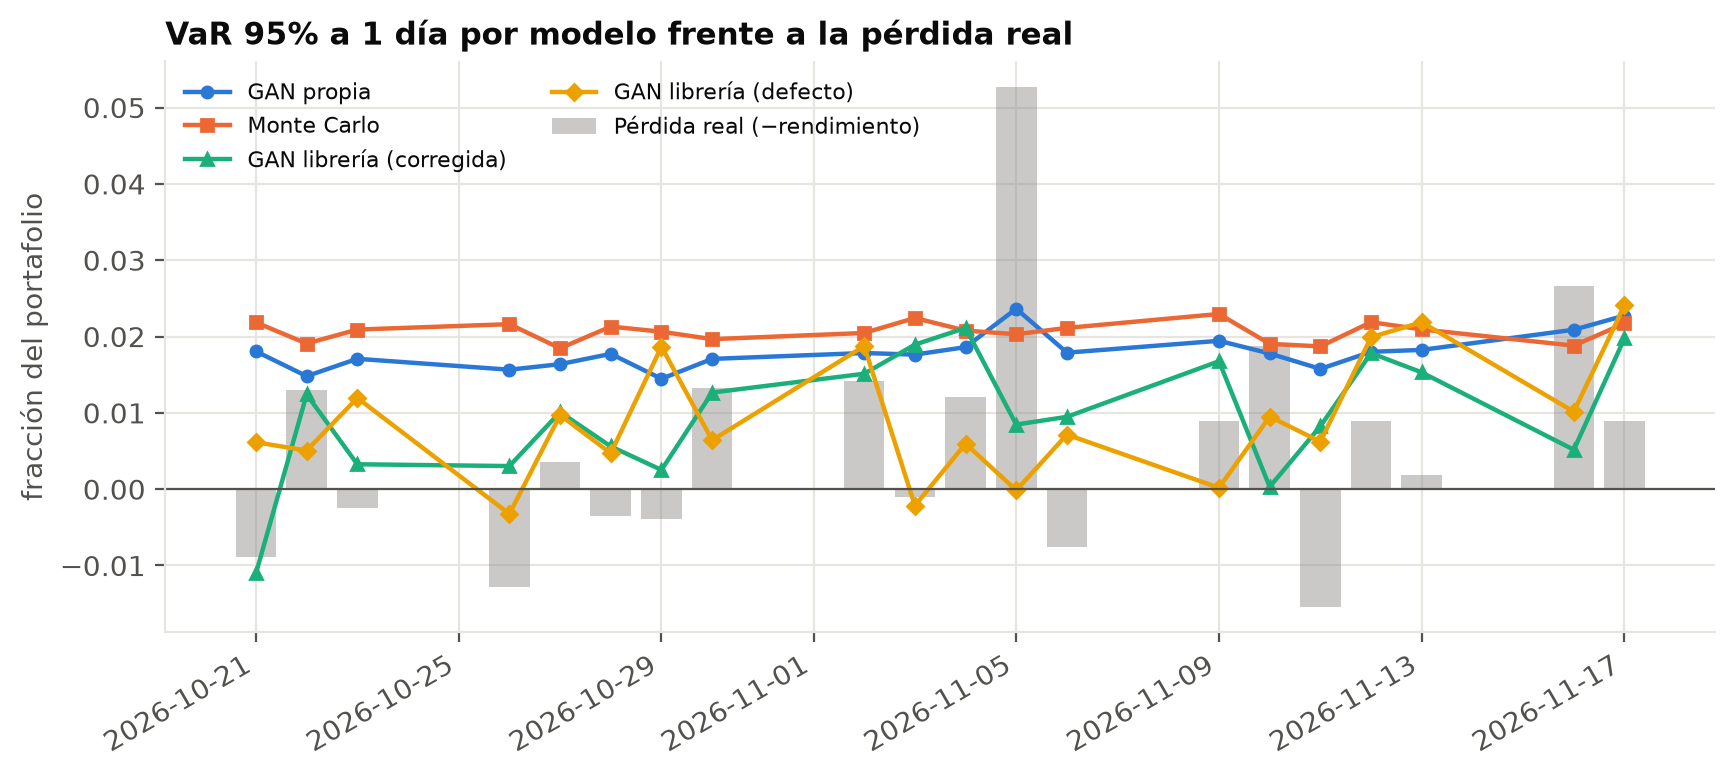 VaR 95% a 1 día por modelo frente a la pérdida real
GAN propia
Monte Carlo
GAN librería (corregida)
GAN librería (defecto)
Pérdida real (−rendimiento)
fracción del portafolio
0.05
0.04
0.03
0.02
0.01
0.00
−0.01
2026-10-21
2026-10-25
2026-10-29
2026-11-01
2026-11-05
2026-11-09
2026-11-13
2026-11-17